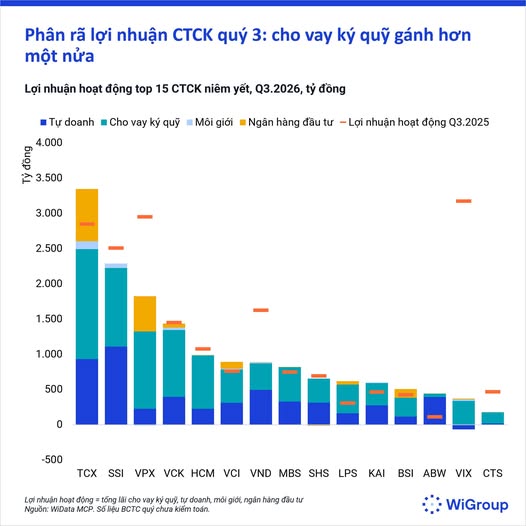 Phân rã lợi nhuận CTCK quý 3: cho vay ký quỹ gánh hơn
một nửa
Lợi nhuận hoạt động top 15 CTCK niêm yết, Q3.2026, tỷ đồng
Tự doanh Cho vay ký quỹ Môi giới Ngân hàng đầu tư Lợi nhuận hoạt động Q3.2025
Tỷ đồng
4.000
3.500
3.000
2.500
2.000
1.500
1.000
500
0
-500
TCX SSI VPX VCK HCM VCI VND MBS SHS LPS KAI BSI ABW VIX CTS
Lợi nhuận hoạt động = tổng lãi cho vay ký quỹ, tự doanh, môi giới, ngân hàng đầu tư
Nguồn: WiData MCP. Số liệu BCTC quý chưa kiểm toán.
WiGroup